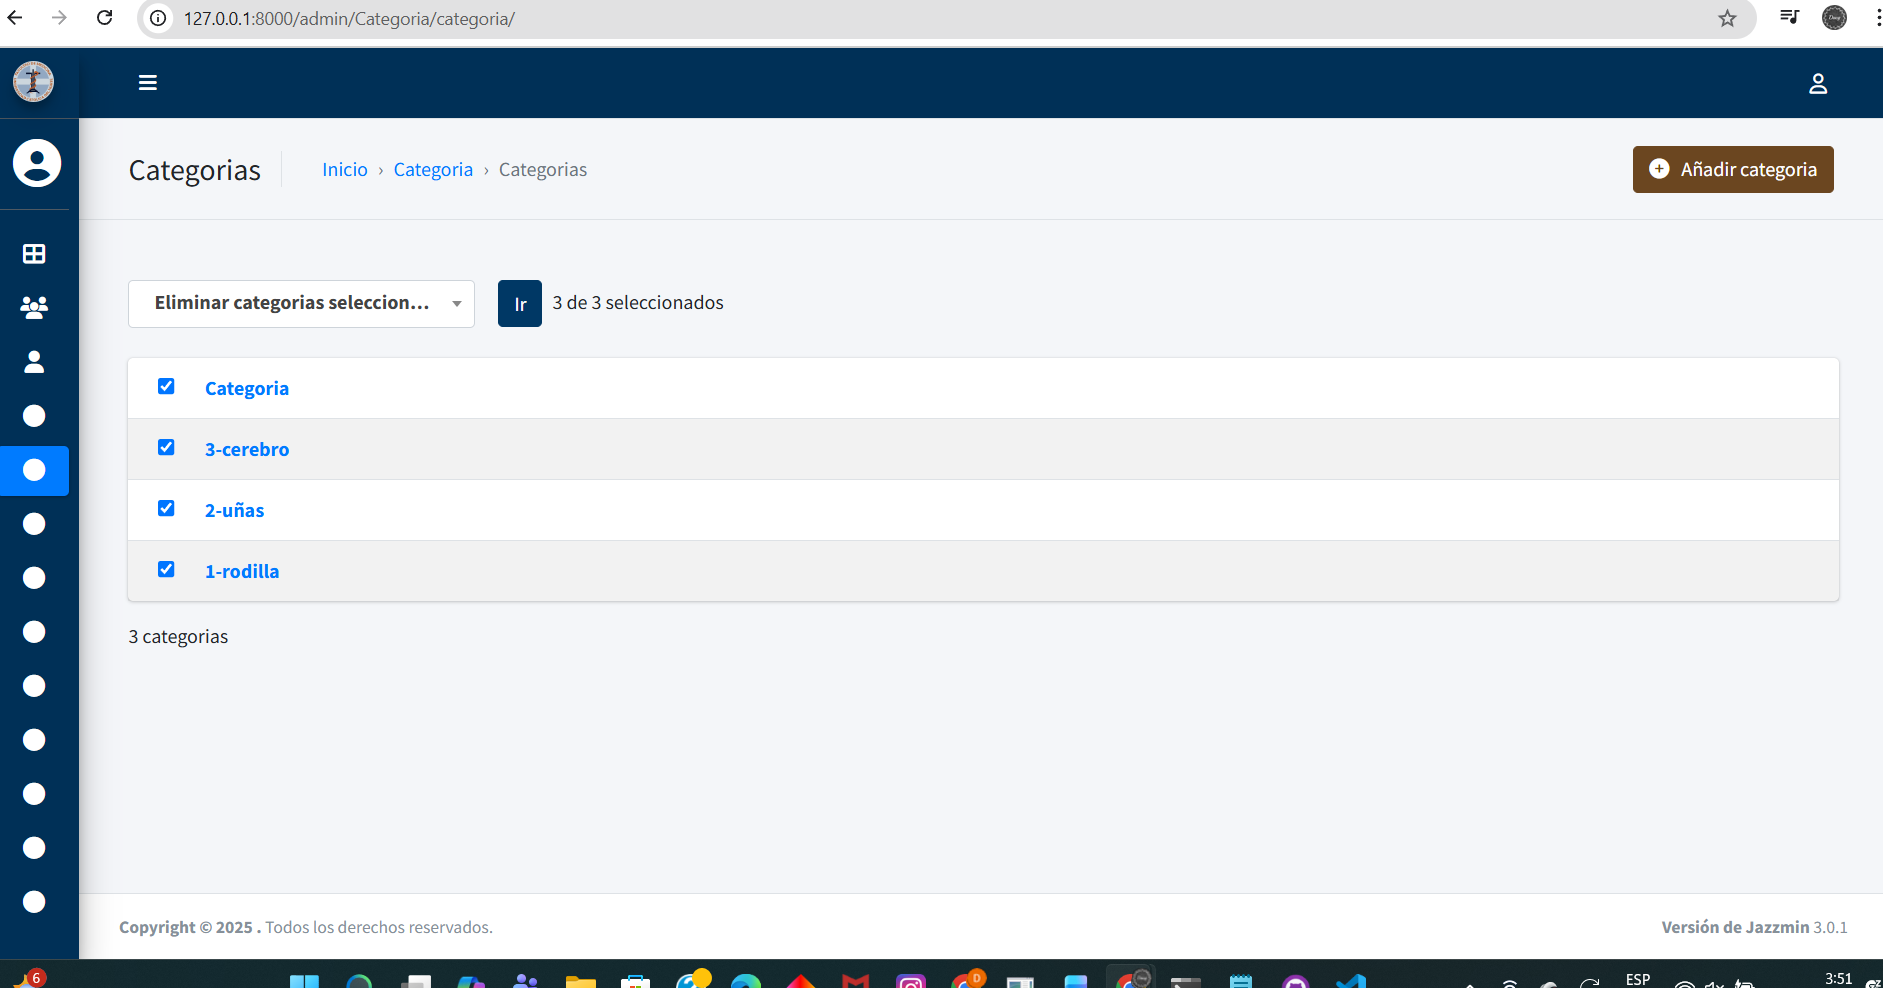 127.0.0.1:8000/admin/Categoria/categoria/
Categorias
Inicio › Categoria › Categorias
Añadir categoria
Eliminar categorias seleccion...
Ir
3 de 3 seleccionados
Categoria
3-cerebro
2-uñas
1-rodilla
3 categorias
Copyright © 2025 . Todos los derechos reservados.
Versión de Jazzmin 3.0.1
6
D
ESP
3:51